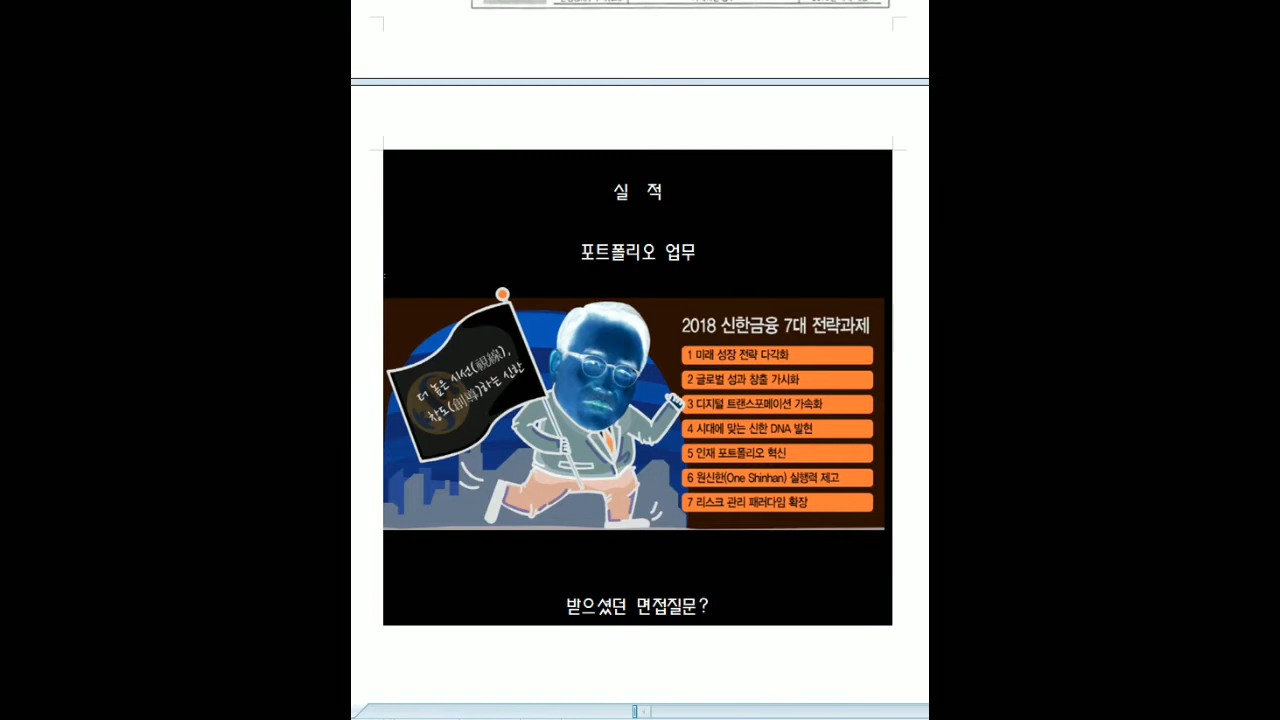 실 적
포트폴리오 업무
더 높은 시선(視線),
창도(創導)하는 신한
2018 신한금융 7대 전략과제
1 미래 성장 전략 다각화
2 글로벌 성과 창출 가시화
3 디지털 트랜스포메이션 가속화
4 시대에 맞는 신한 DNA 발현
5 인재 포트폴리오 혁신
6 원신한(One Shinhan) 실행력 제고
7 리스크 관리 패러다임 확장
받으셨던 면접질문?